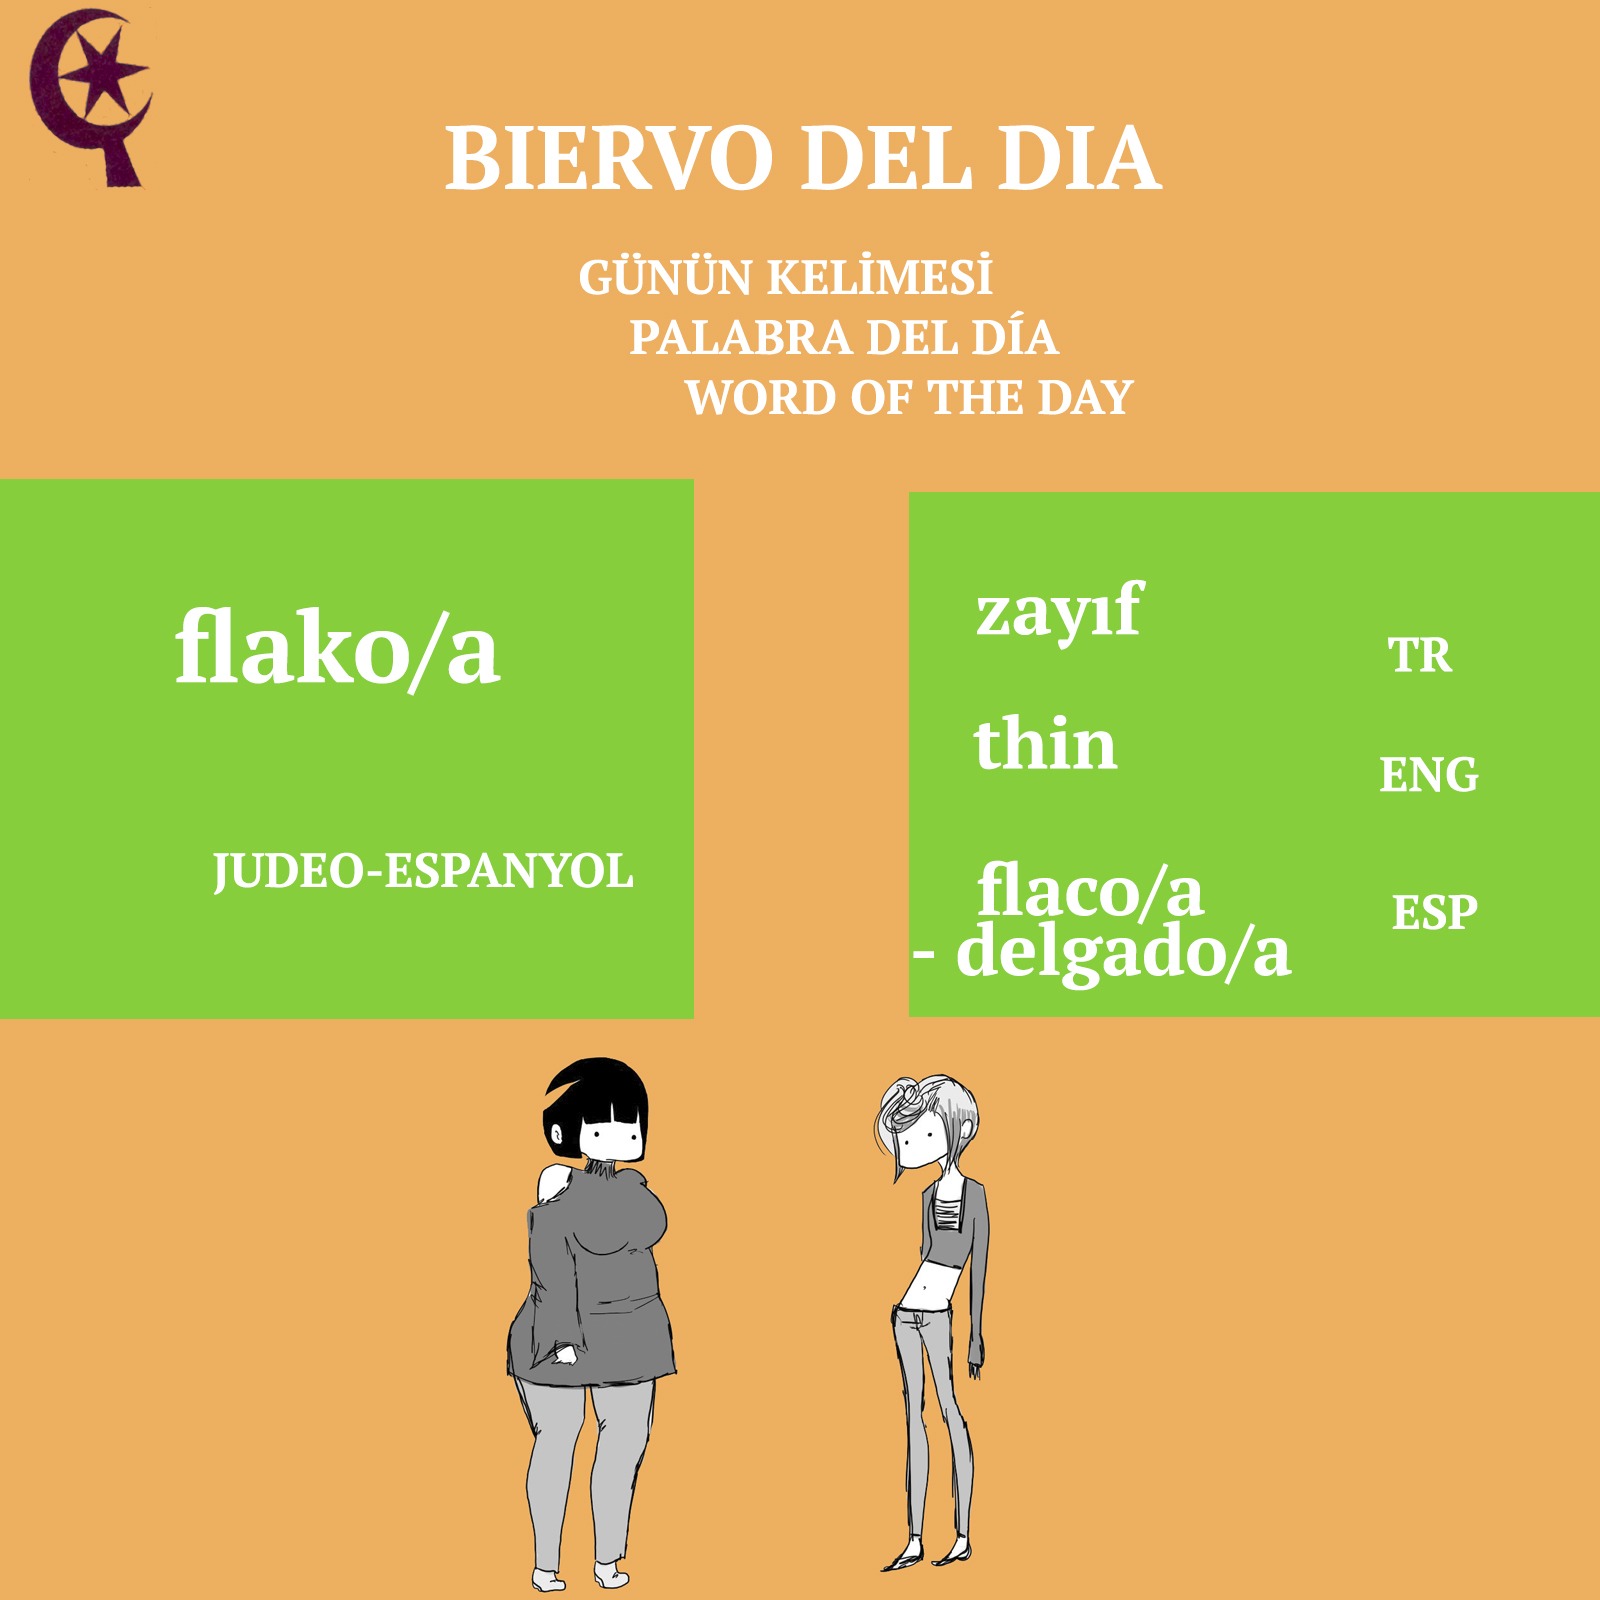 BIERVO DEL DIA
GÜNÜN KELİMESİ
PALABRA DEL DÍA
WORD OF THE DAY
flako/a
JUDEO-ESPANYOL
zayıf
TR
thin
ENG
flaco/a
- delgado/a
ESP